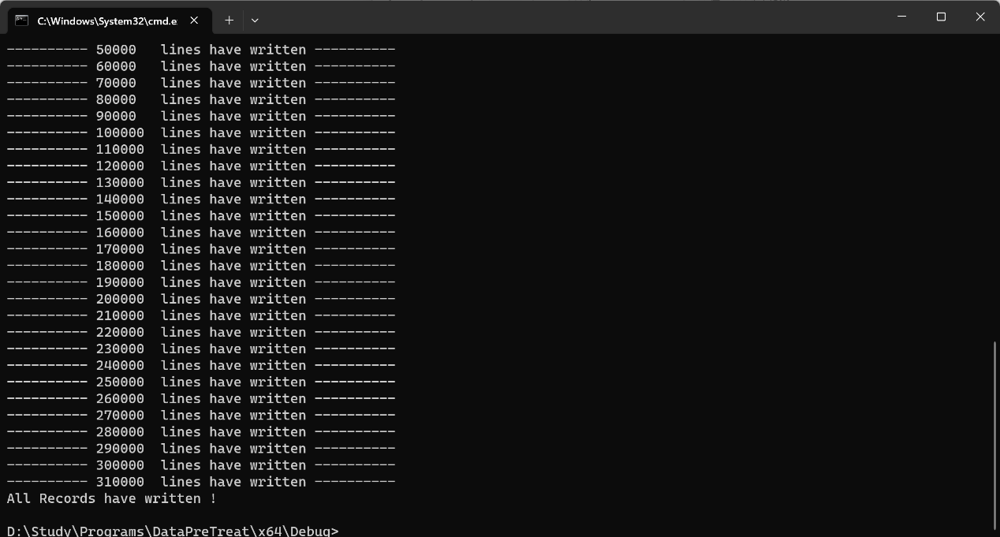 C:\Windows\System32\cmd.e
---------- 50000   lines have written ----------
---------- 60000   lines have written ----------
---------- 70000   lines have written ----------
---------- 80000   lines have written ----------
---------- 90000   lines have written ----------
---------- 100000  lines have written ----------
---------- 110000  lines have written ----------
---------- 120000  lines have written ----------
---------- 130000  lines have written ----------
---------- 140000  lines have written ----------
---------- 150000  lines have written ----------
---------- 160000  lines have written ----------
---------- 170000  lines have written ----------
---------- 180000  lines have written ----------
---------- 190000  lines have written ----------
---------- 200000  lines have written ----------
---------- 210000  lines have written ----------
---------- 220000  lines have written ----------
---------- 230000  lines have written ----------
---------- 240000  lines have written ----------
---------- 250000  lines have written ----------
---------- 260000  lines have written ----------
---------- 270000  lines have written ----------
---------- 280000  lines have written ----------
---------- 290000  lines have written ----------
---------- 300000  lines have written ----------
---------- 310000  lines have written ----------
All Records have written !
D:\Study\Programs\DataPreTreat\x64\Debug>